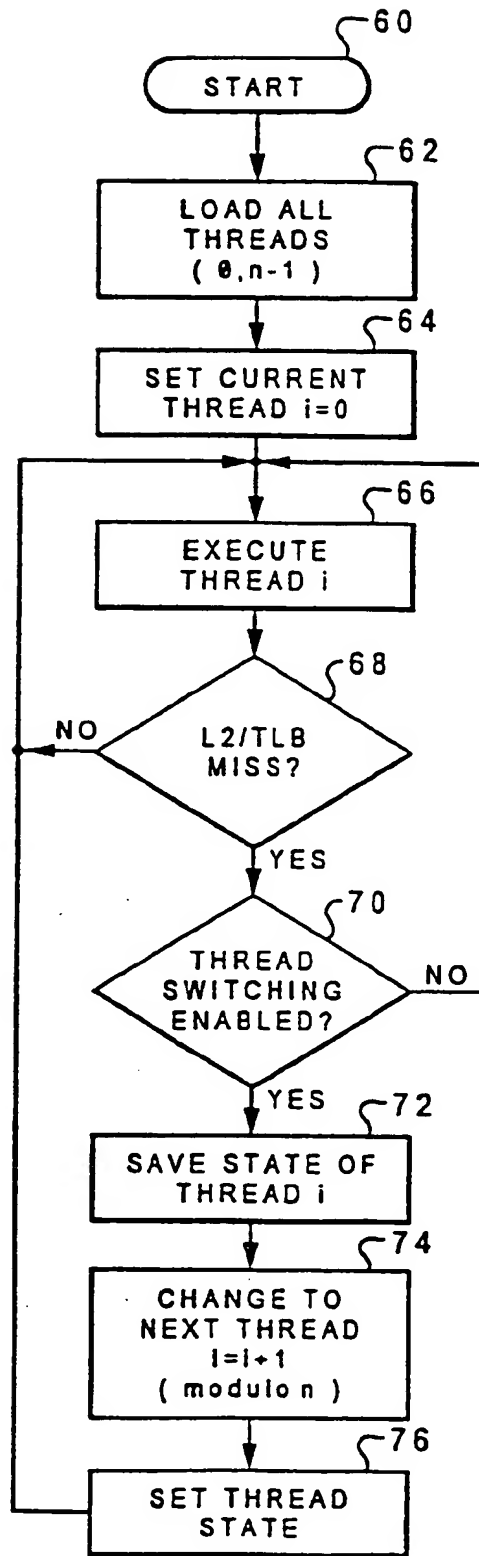 60
START
62
LOAD ALL
THREADS
( 0,n-1 )
64
SET CURRENT
THREAD i=0
66
EXECUTE
THREAD i
68
NO
L2/TLB
MISS?
YES
70
THREAD
SWITCHING
ENABLED?
NO
YES
72
SAVE STATE OF
THREAD i
74
CHANGE TO
NEXT THREAD
i=i+1
( modulo n )
76
SET THREAD
STATE